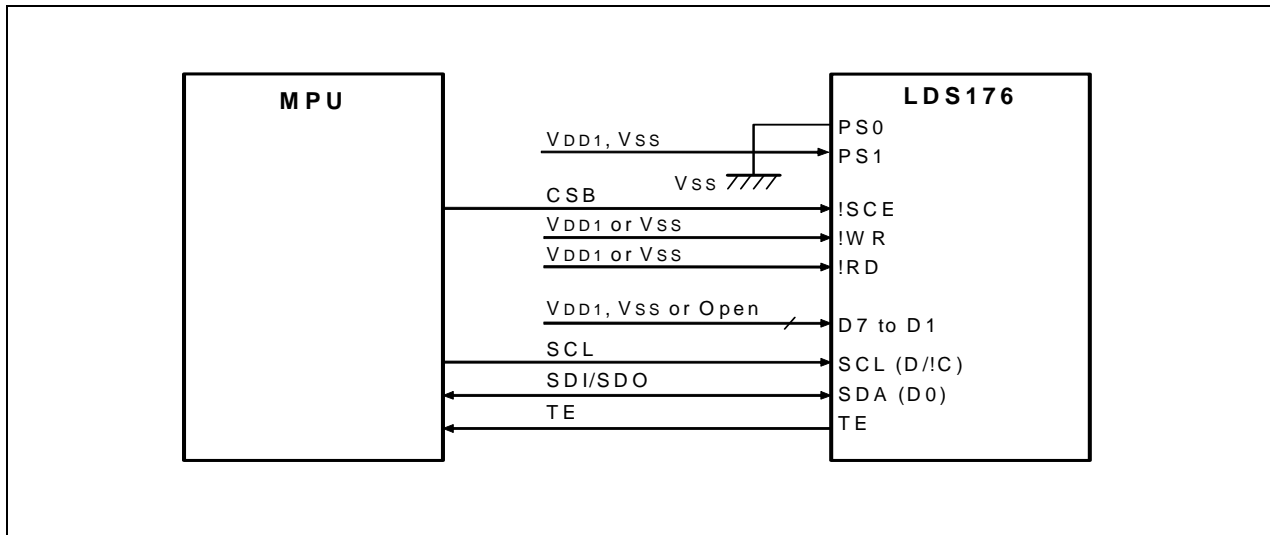 MPU
LDS176
PS0
VDD1, VSS
PS1
VSS
CSB
!SCE
VDD1 or VSS
!WR
VDD1 or VSS
!RD
VDD1, VSS or Open
D7 to D1
SCL
SCL (D/!C)
SDI/SDO
SDA (D0)
TE
TE